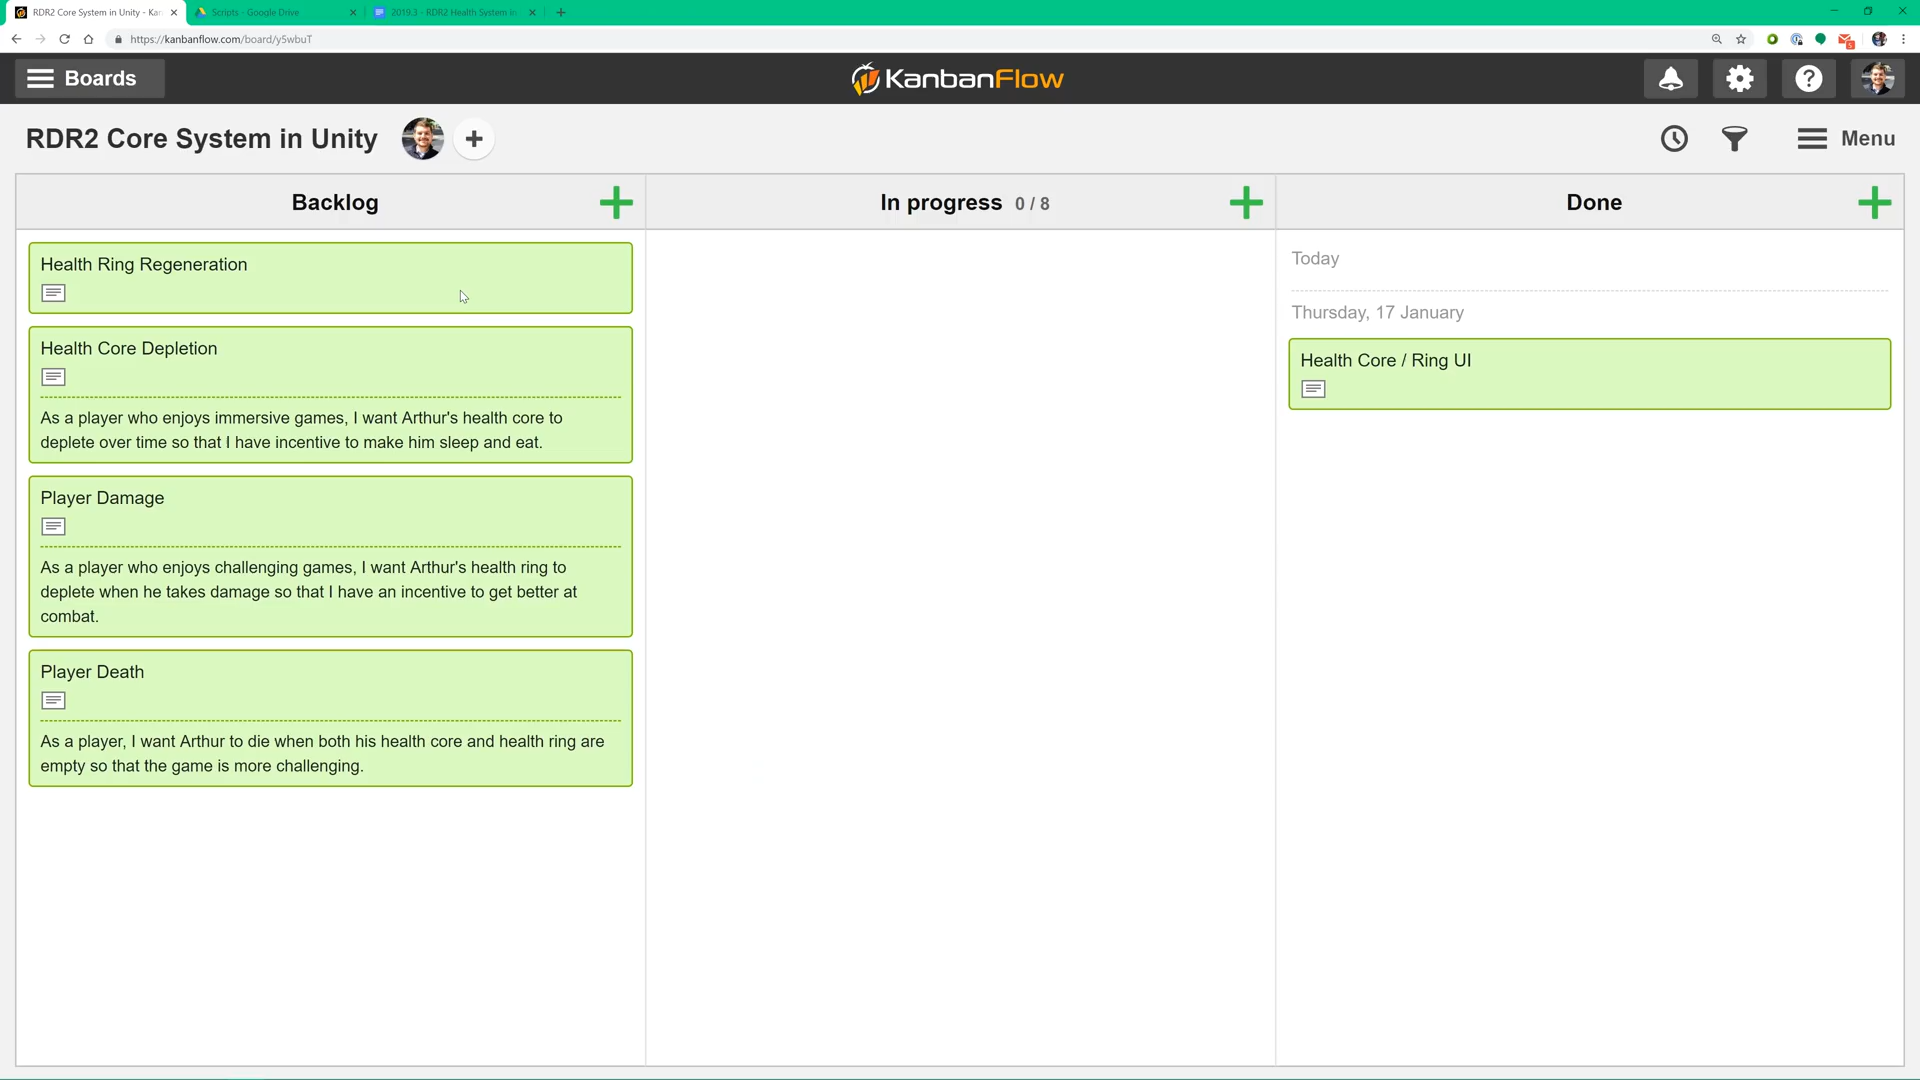 RDR2 Core System in Unity - Kan
Scripts - Google Drive
2019.3 - RDR2 Health System in
https://kanbanflow.com/board/y5wbuT
Boards
KanbanFlow
RDR2 Core System in Unity
Menu
Backlog
In progress 0 / 8
Done
Health Ring Regeneration
Health Core Depletion
As a player who enjoys immersive games, I want Arthur's health core to
deplete over time so that I have incentive to make him sleep and eat.
Player Damage
As a player who enjoys challenging games, I want Arthur's health ring to
deplete when he takes damage so that I have an incentive to get better at
combat.
Player Death
As a player, I want Arthur to die when both his health core and health ring are
empty so that the game is more challenging.
Today
Thursday, 17 January
Health Core / Ring UI